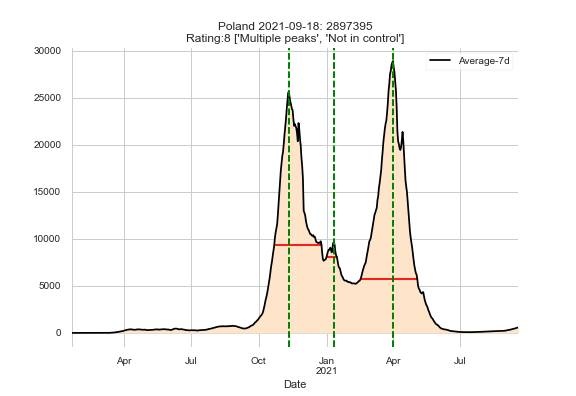 Poland 2021-09-18: 2897395
Rating:8 ['Multiple peaks', 'Not in control']
Average-7d
30000
25000
20000
15000
10000
5000
0
Apr Jul Oct Jan Apr Jul
2021
Date